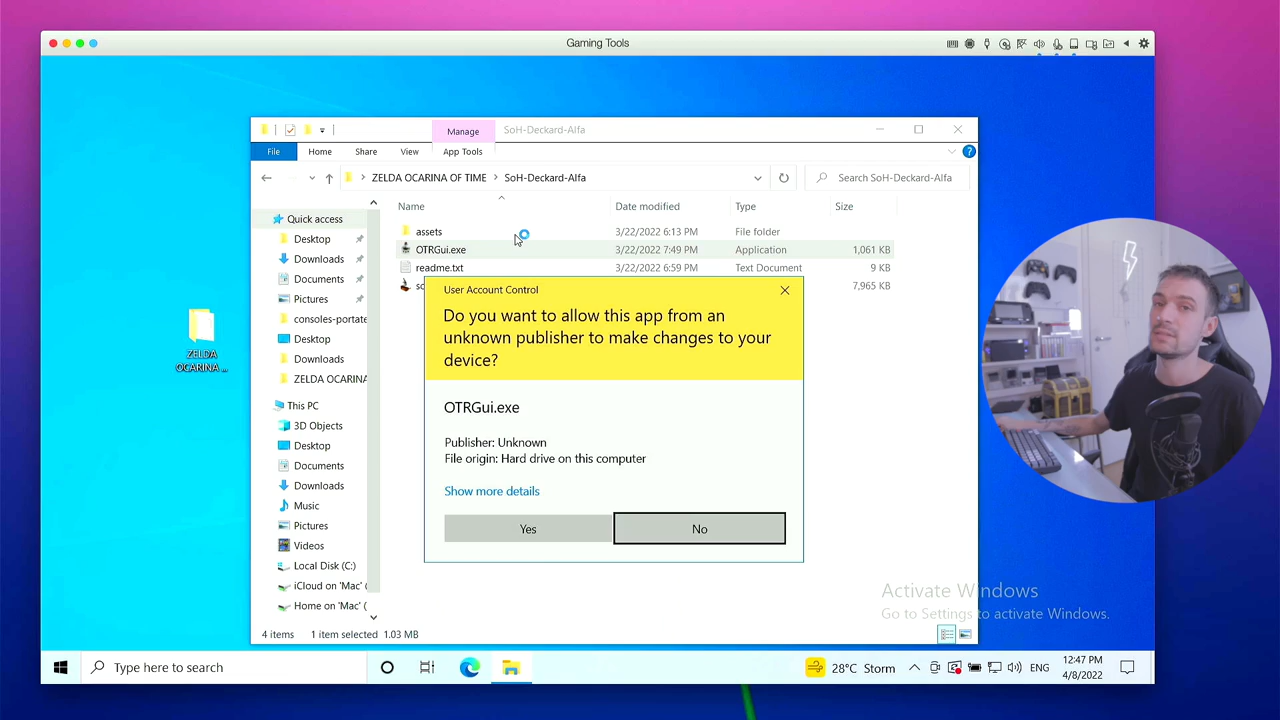 Gaming Tools
Manage
SoH-Deckard-Alfa
File
Home
Share
View
App Tools
ZELDA OCARINA OF TIME
SoH-Deckard-Alfa
Search SoH-Deckard-Alfa
Name
Date modified
Type
Size
Quick access
Desktop
Downloads
Documents
Pictures
consoles-portate
Desktop
Downloads
ZELDA OCARINA
This PC
3D Objects
Desktop
Documents
Downloads
Music
Pictures
Videos
Local Disk (C:)
iCloud on 'Mac' (
Home on 'Mac' (
assets
3/22/2022 6:13 PM
File folder
OTRGui.exe
3/22/2022 7:49 PM
Application
1,061 KB
readme.txt
3/22/2022 6:59 PM
Text Document
9 KB
7,965 KB
User Account Control
Do you want to allow this app from an
unknown publisher to make changes to your
device?
OTRGui.exe
Publisher: Unknown
File origin: Hard drive on this computer
Show more details
Yes
No
ZELDA
OCARINA ...
Activate Windows
Go to Settings to activate Windows.
4 items
1 item selected
1.03 MB
Type here to search
28°C Storm
ENG
12:47 PM
4/8/2022